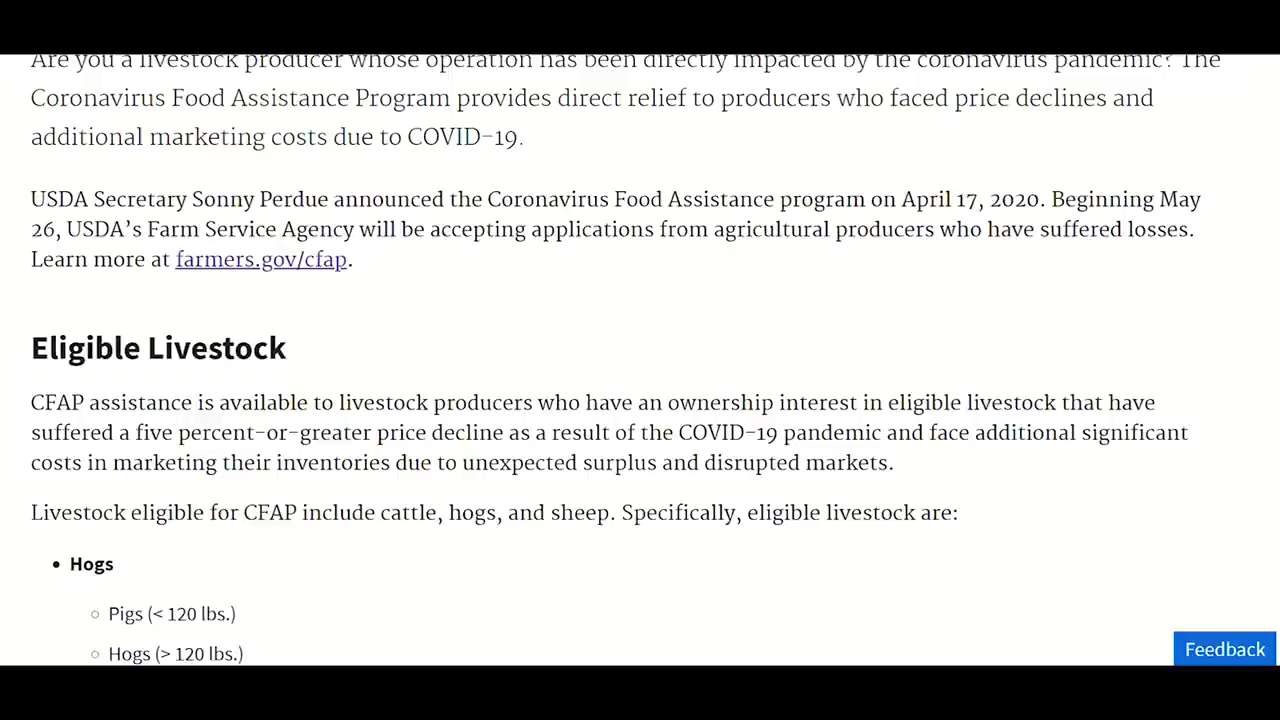 Are you a livestock producer whose operation has been directly impacted by the coronavirus pandemic? The
Coronavirus Food Assistance Program provides direct relief to producers who faced price declines and
additional marketing costs due to COVID-19.
USDA Secretary Sonny Perdue announced the Coronavirus Food Assistance program on April 17, 2020. Beginning May
26, USDA’s Farm Service Agency will be accepting applications from agricultural producers who have suffered losses.
Learn more at farmers.gov/cfap.
Eligible Livestock
CFAP assistance is available to livestock producers who have an ownership interest in eligible livestock that have
suffered a five percent-or-greater price decline as a result of the COVID-19 pandemic and face additional significant
costs in marketing their inventories due to unexpected surplus and disrupted markets.
Livestock eligible for CFAP include cattle, hogs, and sheep. Specifically, eligible livestock are:
• Hogs
○ Pigs (< 120 lbs.)
○ Hogs (> 120 lbs.)
Feedback